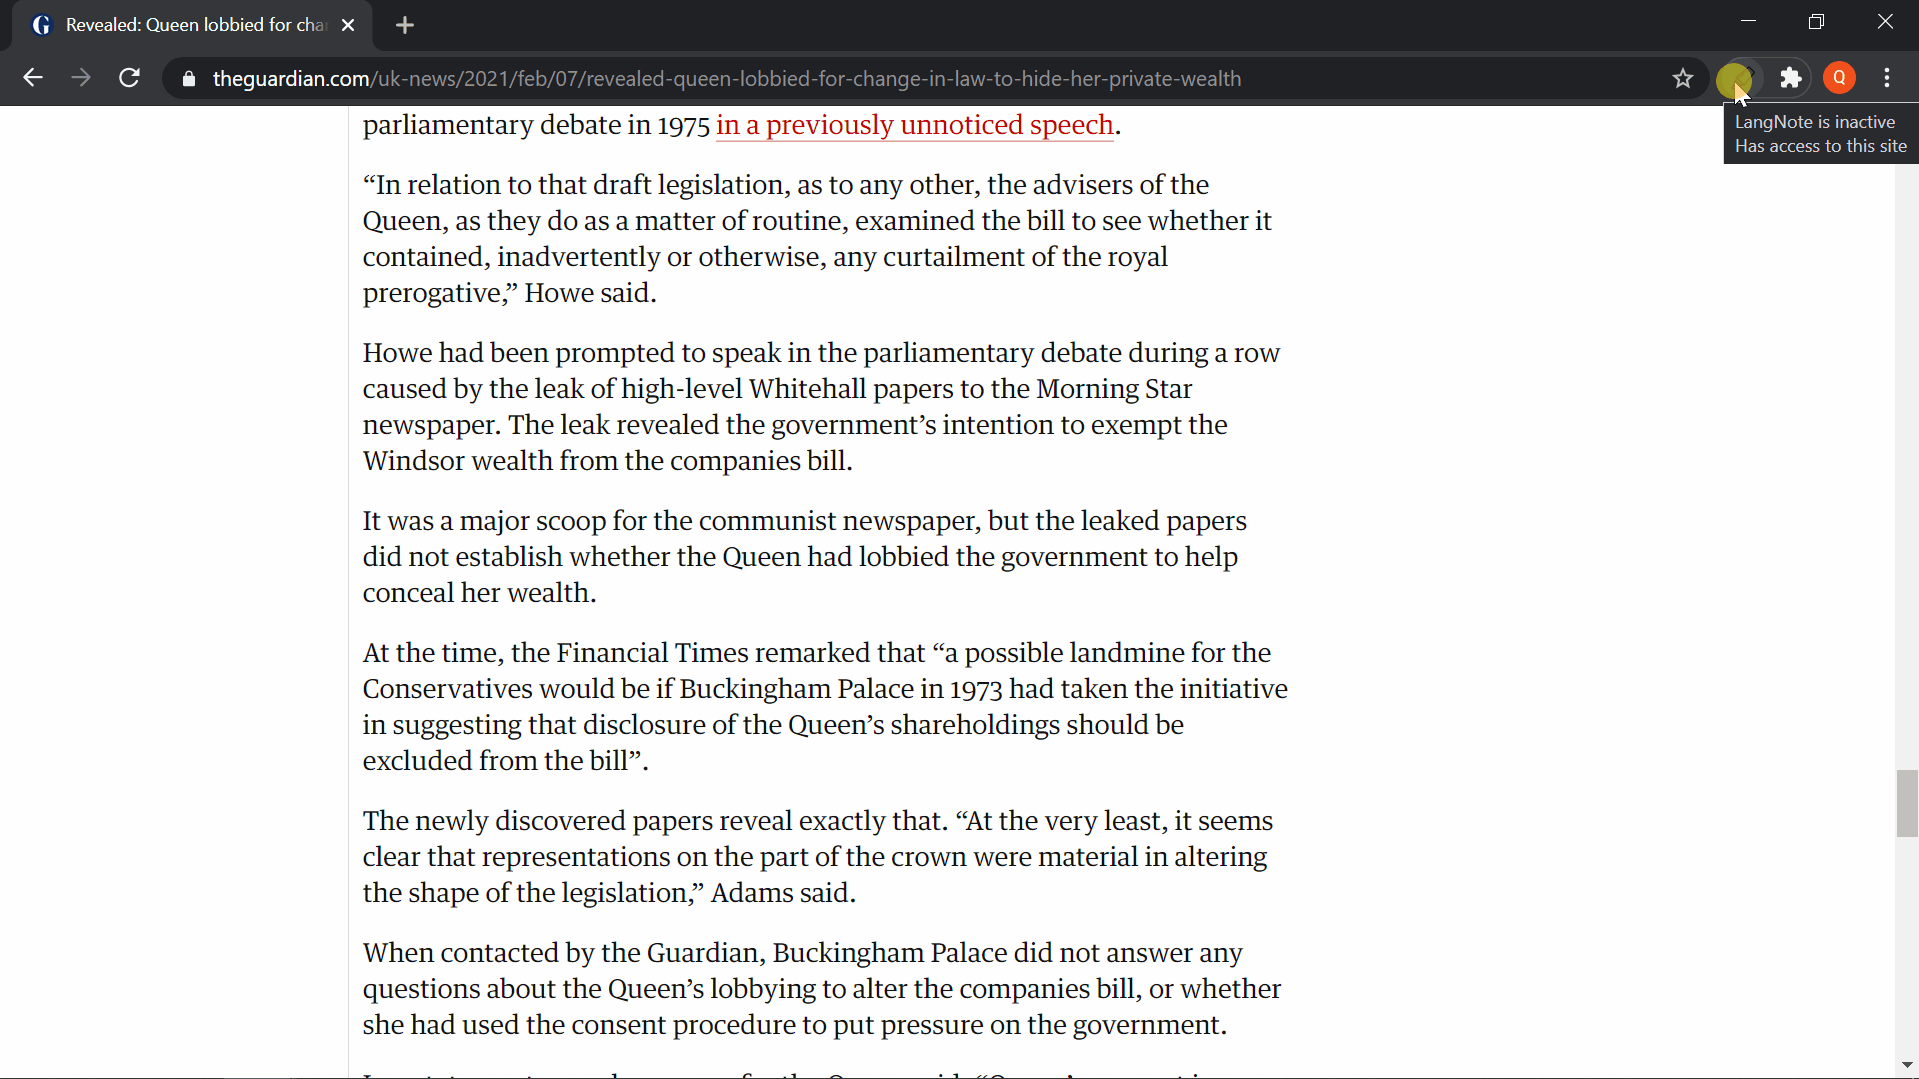 Revealed: Queen lobbied for cha
theguardian.com/uk-news/2021/feb/07/revealed-queen-lobbied-for-change-in-law-to-hide-her-private-wealth
Q
LangNote is inactive
Has access to this site
parliamentary debate in 1975 in a previously unnoticed speech.
“In relation to that draft legislation, as to any other, the advisers of the
Queen, as they do as a matter of routine, examined the bill to see whether it
contained, inadvertently or otherwise, any curtailment of the royal
prerogative,” Howe said.
Howe had been prompted to speak in the parliamentary debate during a row
caused by the leak of high-level Whitehall papers to the Morning Star
newspaper. The leak revealed the government’s intention to exempt the
Windsor wealth from the companies bill.
It was a major scoop for the communist newspaper, but the leaked papers
did not establish whether the Queen had lobbied the government to help
conceal her wealth.
At the time, the Financial Times remarked that “a possible landmine for the
Conservatives would be if Buckingham Palace in 1973 had taken the initiative
in suggesting that disclosure of the Queen’s shareholdings should be
excluded from the bill”.
The newly discovered papers reveal exactly that. “At the very least, it seems
clear that representations on the part of the crown were material in altering
the shape of the legislation,” Adams said.
When contacted by the Guardian, Buckingham Palace did not answer any
questions about the Queen’s lobbying to alter the companies bill, or whether
she had used the consent procedure to put pressure on the government.